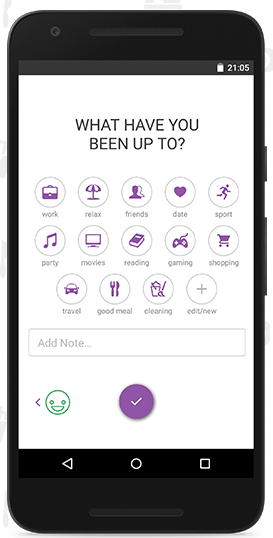 21:05
WHAT HAVE YOU
BEEN UP TO?
work relax friends date sport
party movies reading gaming shopping
travel good meal cleaning edit/new
Add Note...